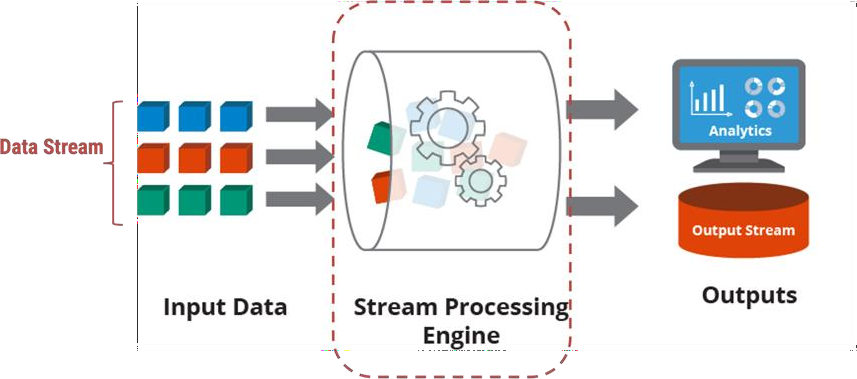 Data Stream
Input Data
Stream Processing
Engine
Analytics
Output Stream
Outputs